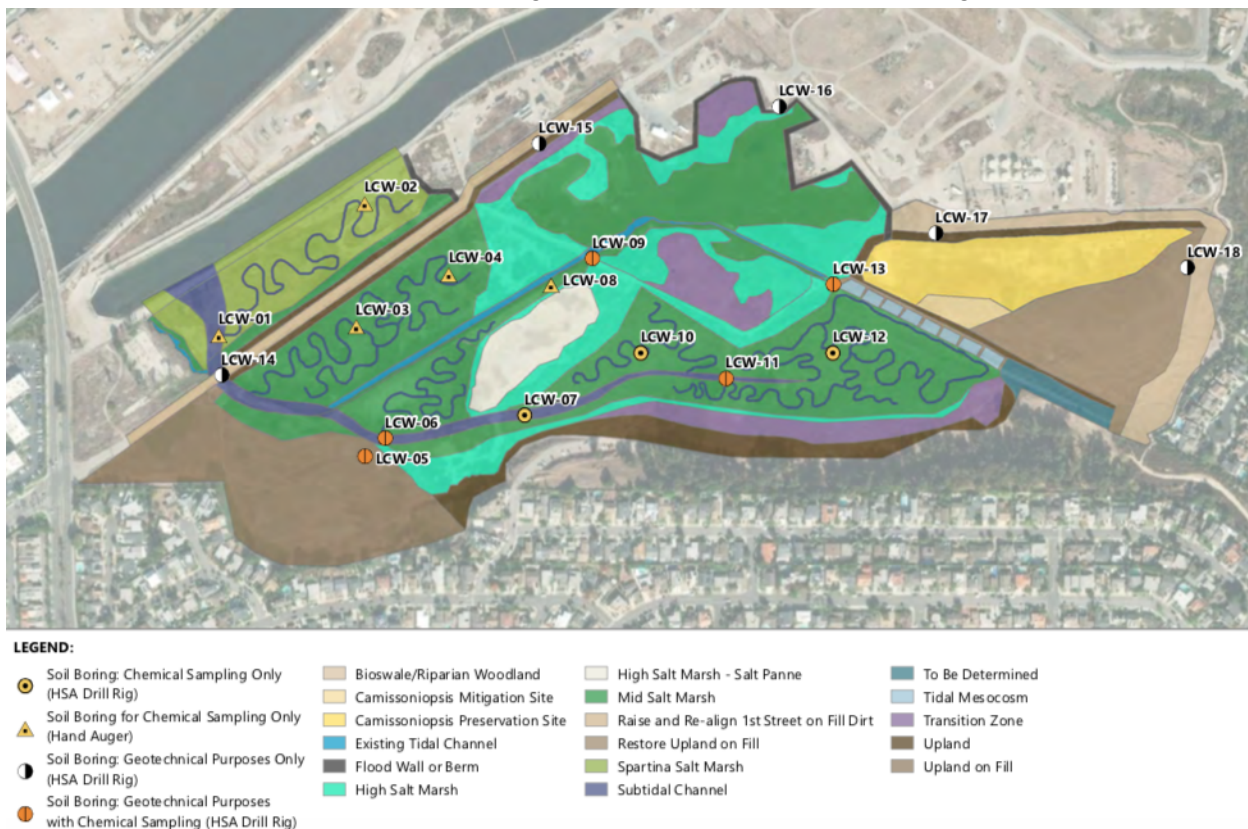 LCW-16
LCW-15
LCW-02
LCW-17
LCW-09
LCW-18
LCW-04
LCW-13
LCW-08
LCW-03
LCW-01
LCW-10
LCW-12
LCW-14
LCW-11
LCW-07
LCW-06
LCW-05
LEGEND:
Soil Boring: Chemical Sampling Only
(HSA Drill Rig)
Soil Boring for Chemical Sampling Only
(Hand Auger)
Soil Boring: Geotechnical Purposes Only
(HSA Drill Rig)
Soil Boring: Geotechnical Purposes
with Chemical Sampling (HSA Drill Rig)
Bioswale/Riparian Woodland
Camissoniopsis Mitigation Site
Camissoniopsis Preservation Site
Existing Tidal Channel
Flood Wall or Berm
High Salt Marsh
High Salt Marsh - Salt Panne
Mid Salt Marsh
Raise and Re-align 1st Street on Fill Dirt
Restore Upland on Fill
Spartina Salt Marsh
Subtidal Channel
To Be Determined
Tidal Mesocosm
Transition Zone
Upland
Upland on Fill